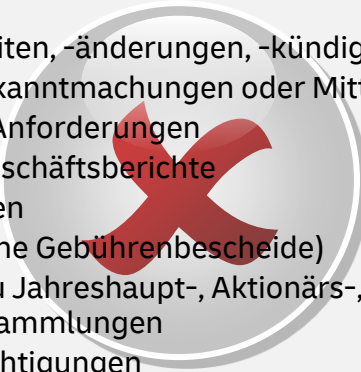 iten, -änderungen, -kündig
kanntmachungen oder Mitt
Anforderungen
schäftsberichte
en
ne Gebührenbescheide)
u Jahreshaupt-, Aktionärs-,
ammlungen
htigungen